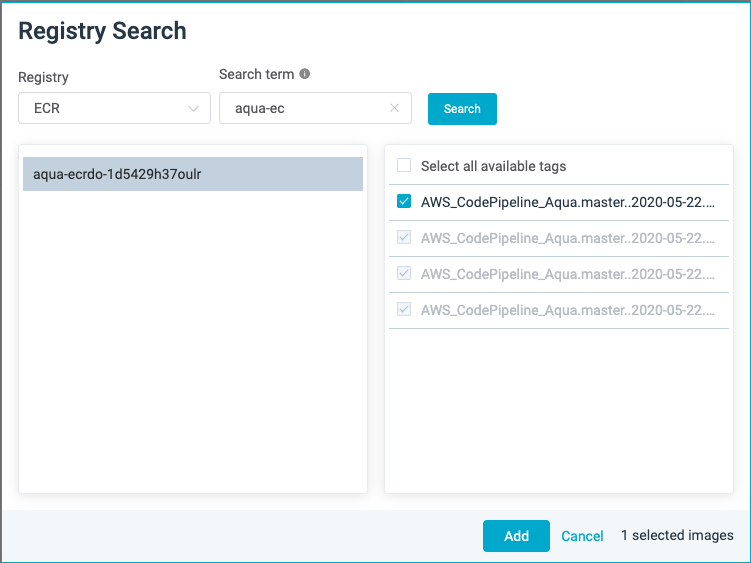 Registry Search
Registry
Search term
ECR
aqua-ec
Search
aqua-ecrdo-1d5429h37oulr
Select all available tags
AWS_CodePipeline_Aqua.master..2020-05-22....
AWS_CodePipeline_Aqua.master..2020-05-22....
AWS_CodePipeline_Aqua.master..2020-05-22....
AWS_CodePipeline_Aqua.master..2020-05-22....
Add
Cancel
1 selected images